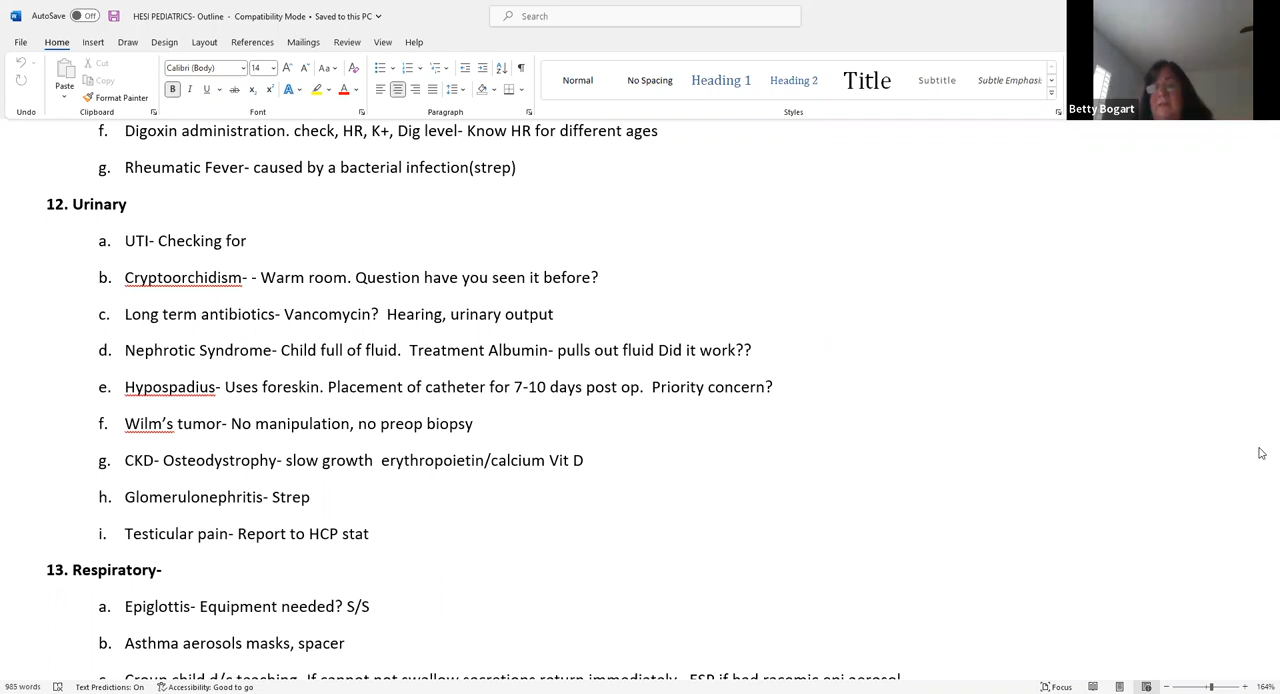 AutoSave Off HESI PEDIATRICS- Outline - Compatibility Mode • Saved to this PC Search
File Home Insert Draw Design Layout References Mailings Review View Help
Paste Cut Copy Format Painter Calibri (Body) 14 Normal No Spacing Heading 1 Heading 2 Title Subtitle Subtle Emphasis
Undo Clipboard Font Paragraph Styles
Betty Bogart
f. Digoxin administration. check, HR, K+, Dig level- Know HR for different ages
g. Rheumatic Fever- caused by a bacterial infection(strep)
12. Urinary
a. UTI- Checking for
b. Cryptoorchidism- - Warm room. Question have you seen it before?
c. Long term antibiotics- Vancomycin? Hearing, urinary output
d. Nephrotic Syndrome- Child full of fluid. Treatment Albumin- pulls out fluid Did it work??
e. Hypospadius- Uses foreskin. Placement of catheter for 7-10 days post op. Priority concern?
f. Wilm's tumor- No manipulation, no preop biopsy
g. CKD- Osteodystrophy- slow growth erythropoietin/calcium Vit D
h. Glomerulonephritis- Strep
i. Testicular pain- Report to HCP stat
13. Respiratory-
a. Epiglottis- Equipment needed? S/S
b. Asthma aerosols masks, spacer
985 words Text Predictions: On Accessibility: Good to go Focus 164%